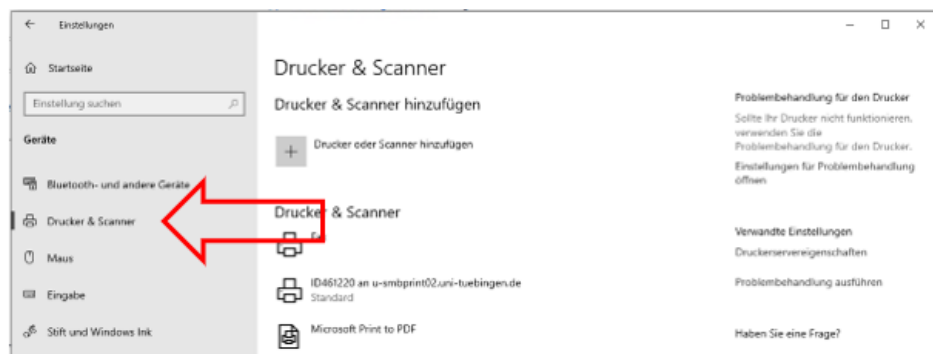 Einstellungen
Startseite
Einstellung suchen
Geräte
Bluetooth- und andere Geräte
Drucker & Scanner
Maus
Eingabe
Stift und Windows Ink
Drucker & Scanner
Drucker & Scanner hinzufügen
Drucker oder Scanner hinzufügen
Drucker & Scanner
ID461220 an u-smbprint02.uni-tuebingen.de
Standard
Microsoft Print to PDF
Problembehandlung für den Drucker
Sollte Ihr Drucker nicht funktionieren,
verwenden Sie die
Problembehandlung für den Drucker.
Einstellungen für Problembehandlung
öffnen
Verwandte Einstellungen
Druckerservereigenschaften
Problembehandlung ausführen
Haben Sie eine Frage?